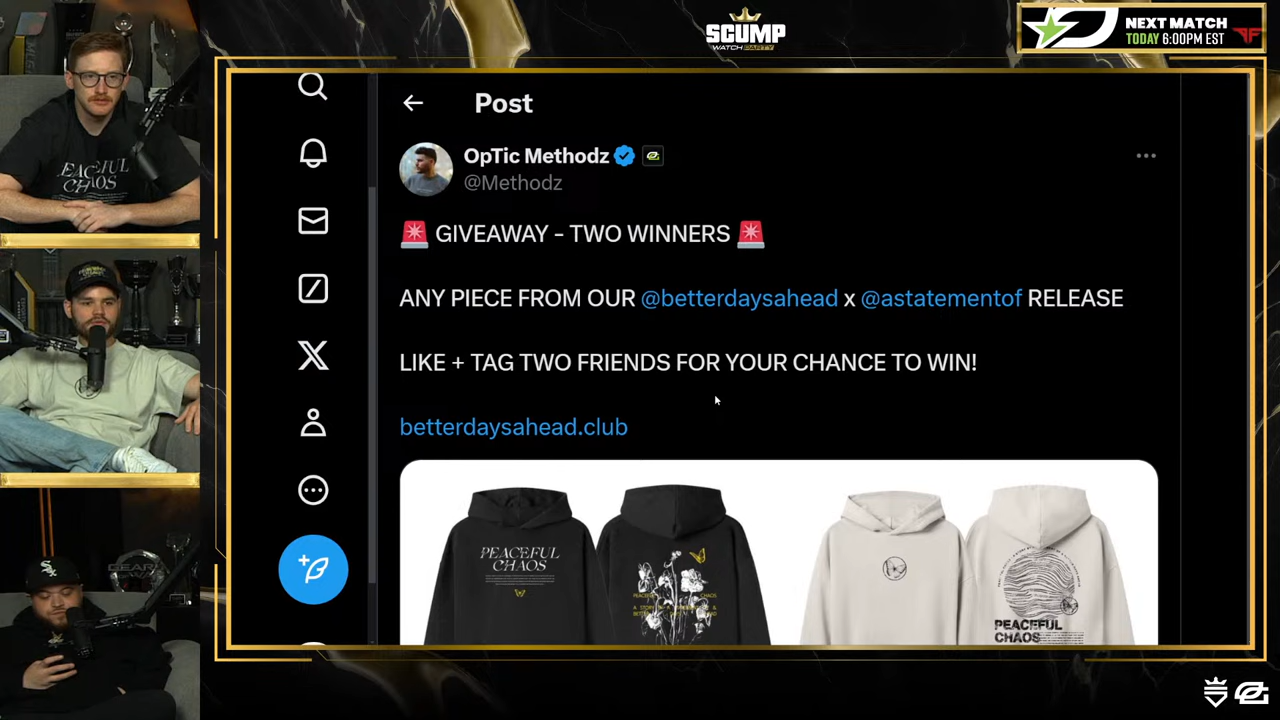 SCUMP
WATCH PARTY
NEXT MATCH
TODAY 6:00PM EST
Post
OpTic Methodz
@Methodz
🚨 GIVEAWAY - TWO WINNERS 🚨
ANY PIECE FROM OUR @betterdaysahead x @astatementof RELEASE
LIKE + TAG TWO FRIENDS FOR YOUR CHANCE TO WIN!
betterdaysahead.club
PEACEFUL
CHAOS
PEACEFUL
CHAOS
PEACEFUL
CHAOS